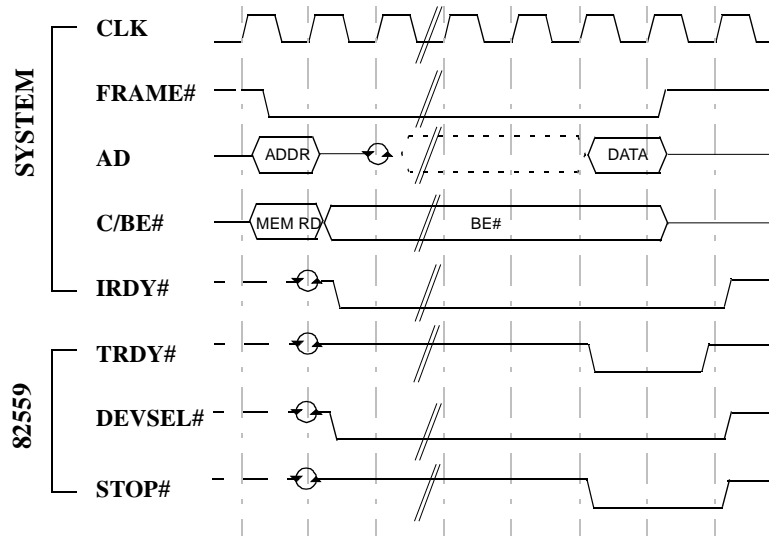 SYSTEM
CLK
FRAME#
AD
ADDR
DATA
C/BE#
MEM RD
BE#
IRDY#
82559
TRDY#
DEVSEL#
STOP#